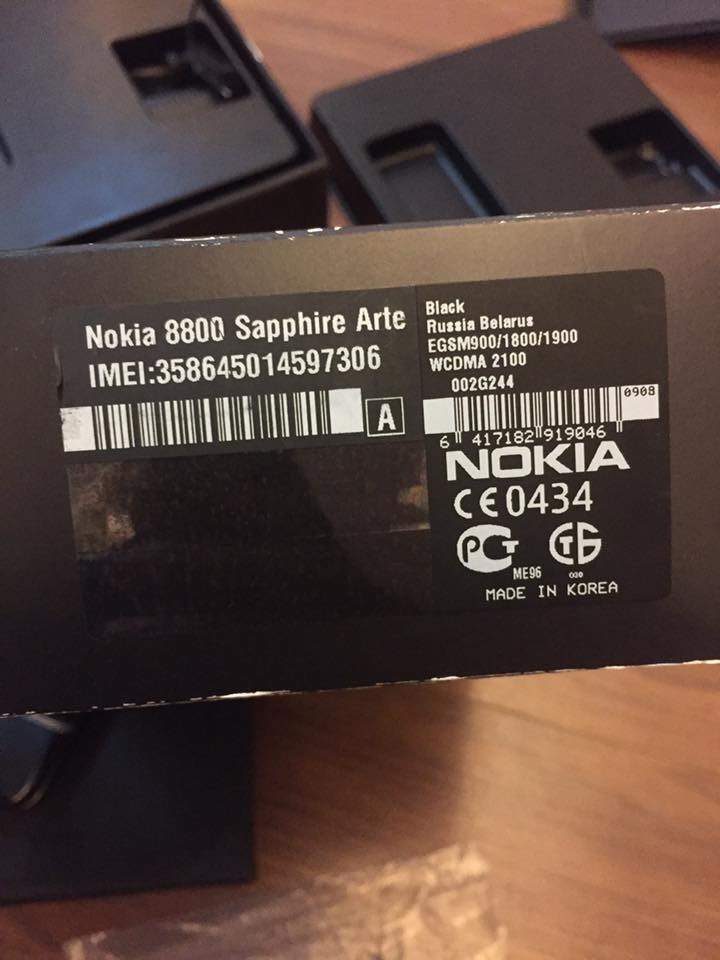 Nokia 8800 Sapphire Arte
IMEI:358645014597306
A
Black
Russia Belarus
EGSM900/1800/1900
WCDMA 2100
002G244
0908
6 417182 919046
NOKIA
CE0434
PCT
ME96
030
MADE IN KOREA